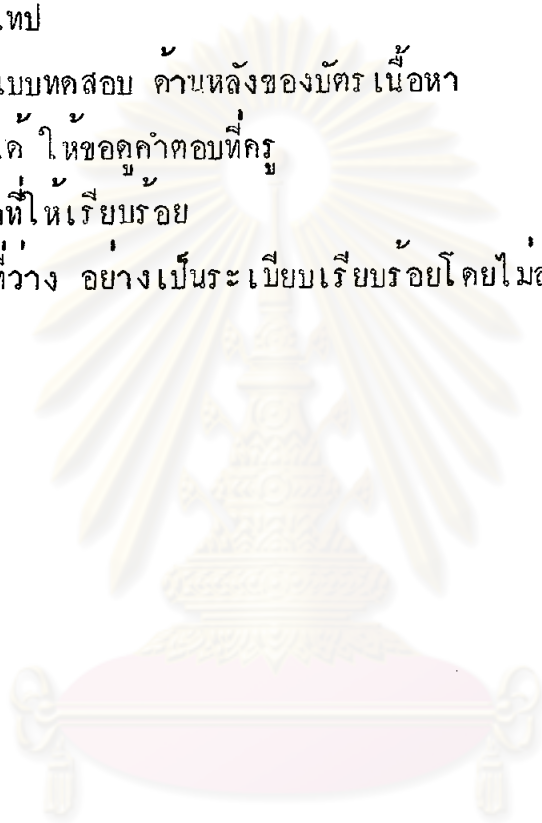 เทป
แบบทดสอบ ด้านหลังของบัตรเนื้อหา
ได้ ให้ขอดูคำตอบที่ครู
ที่ให้เรียบร้อย
ที่ว่าง อย่างเป็นระเบียบเรียบร้อยโดยไม่